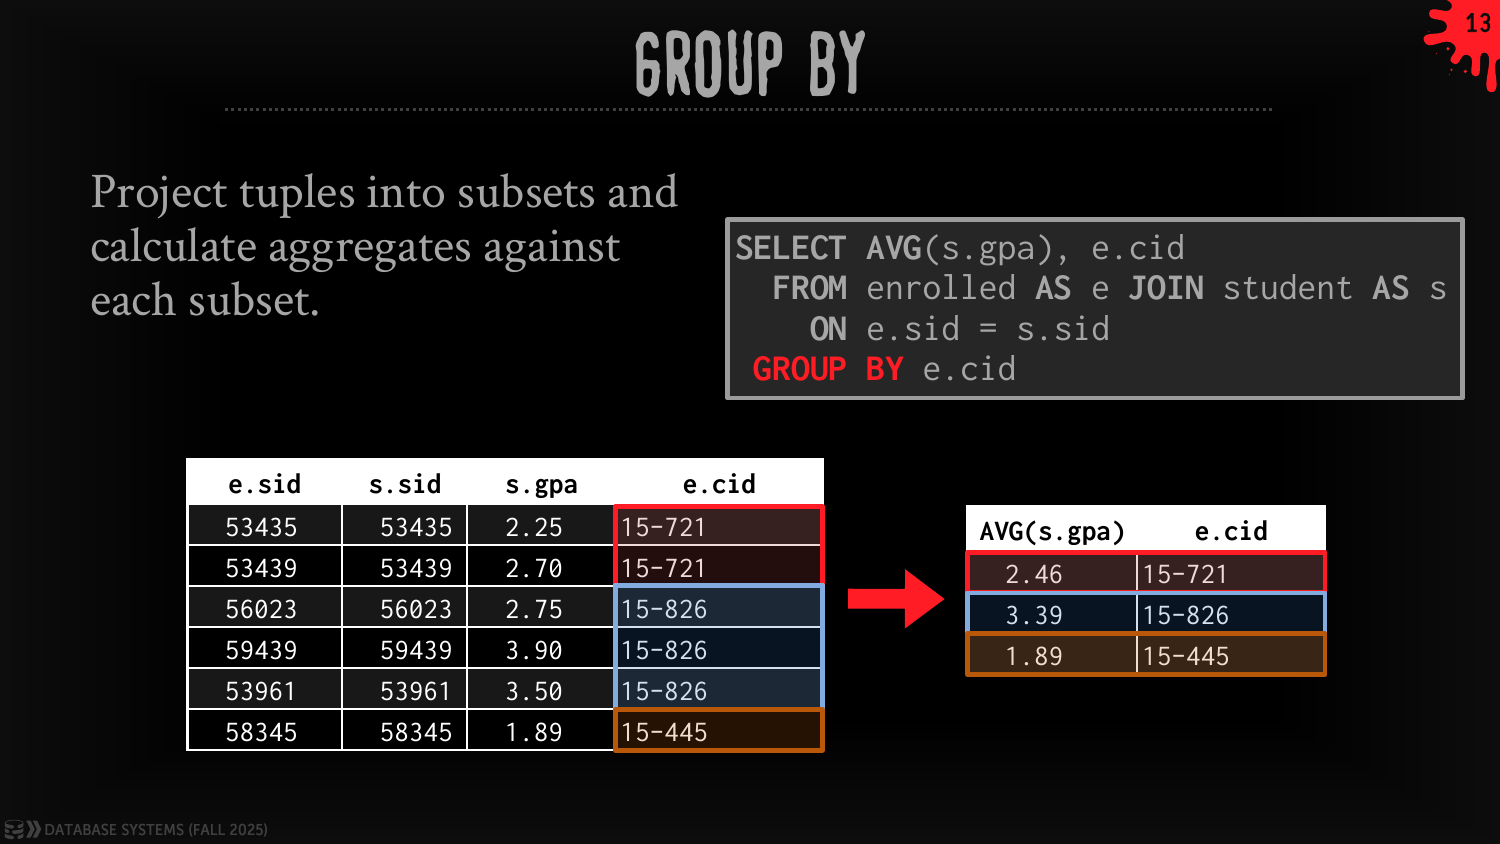 13
GROUP BY
Project tuples into subsets and
calculate aggregates against
each subset.
SELECT AVG(s.gpa), e.cid
FROM enrolled AS e JOIN student AS s
ON e.sid = s.sid
GROUP BY e.cid
e.sid s.sid s.gpa e.cid
53435 53435 2.25 15-721
53439 53439 2.70 15-721
56023 56023 2.75 15-826
59439 59439 3.90 15-826
53961 53961 3.50 15-826
58345 58345 1.89 15-445
AVG(s.gpa) e.cid
2.46 15-721
3.39 15-826
1.89 15-445
DATABASE SYSTEMS (FALL 2025)